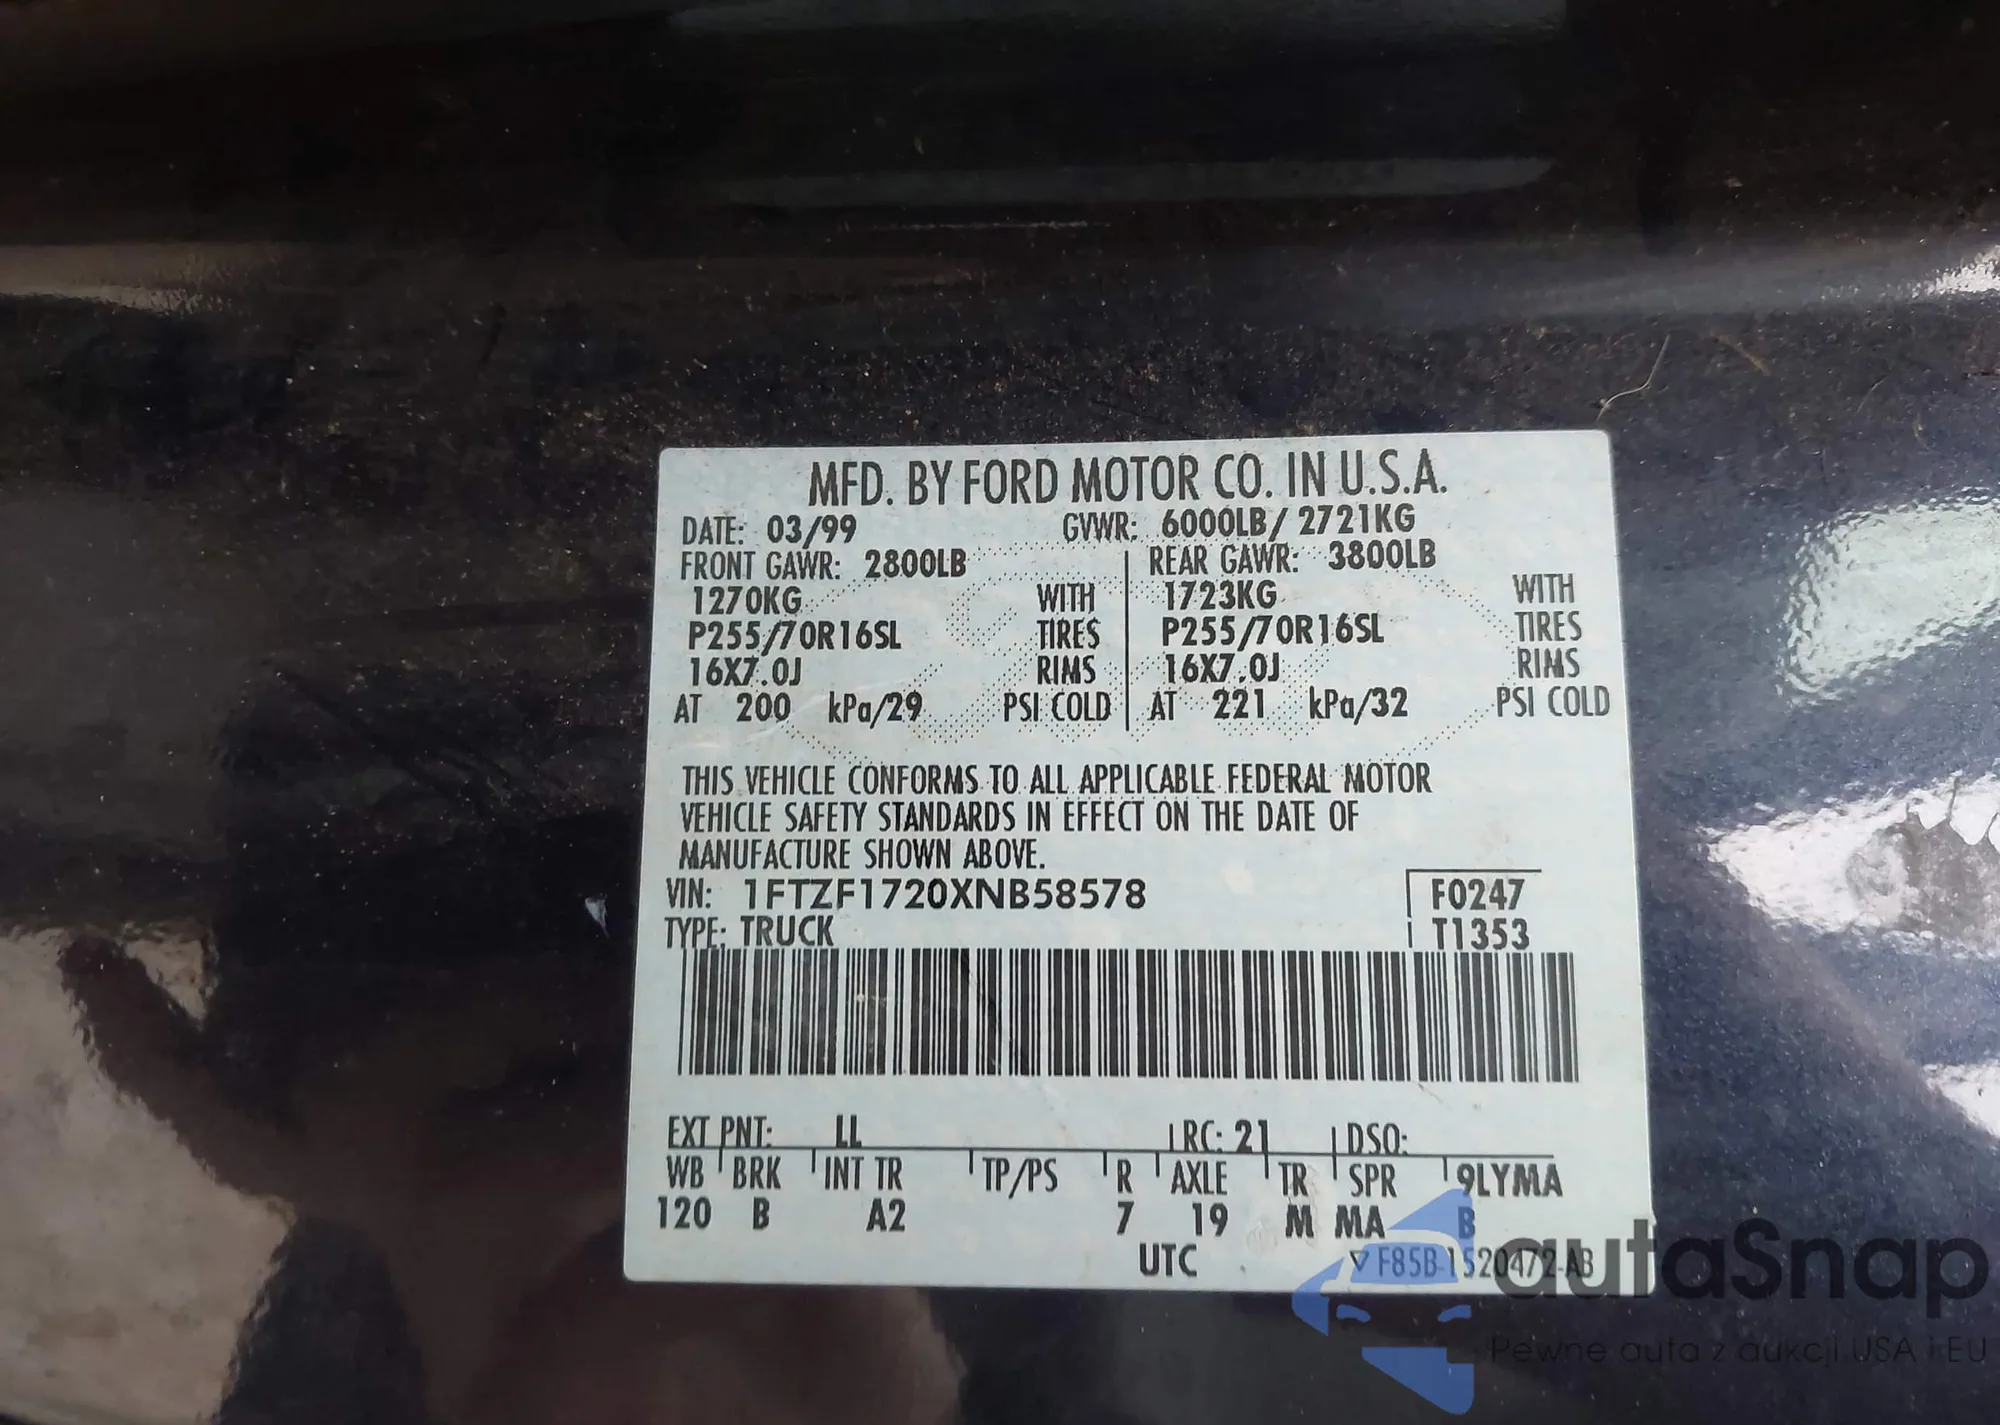 MFD. BY FORD MOTOR CO. IN U.S.A.
DATE: 03/99 GVWR: 6000LB/ 2721KG
FRONT GAWR: 2800LB REAR GAWR: 3800LB
1270KG WITH 1723KG WITH
P255/70R16SL TIRES P255/70R16SL TIRES
16X7.0J RIMS 16X7.0J RIMS
AT 200 kPa/29 PSI COLD AT 221 kPa/32 PSI COLD
THIS VEHICLE CONFORMS TO ALL APPLICABLE FEDERAL MOTOR
VEHICLE SAFETY STANDARDS IN EFFECT ON THE DATE OF
MANUFACTURE SHOWN ABOVE.
VIN: 1FTZF1720XNB58578 F0247
TYPE: TRUCK T1353
EXT PNT: LL RC: 21 DSO:
WB BRK INT TR TP/PS R AXLE TR SPR 9LYMA
120 B A2 7 19 M MA B
UTC F85B-1520472-AB
autaSnap
Pewne auta z aukcji USA i EU